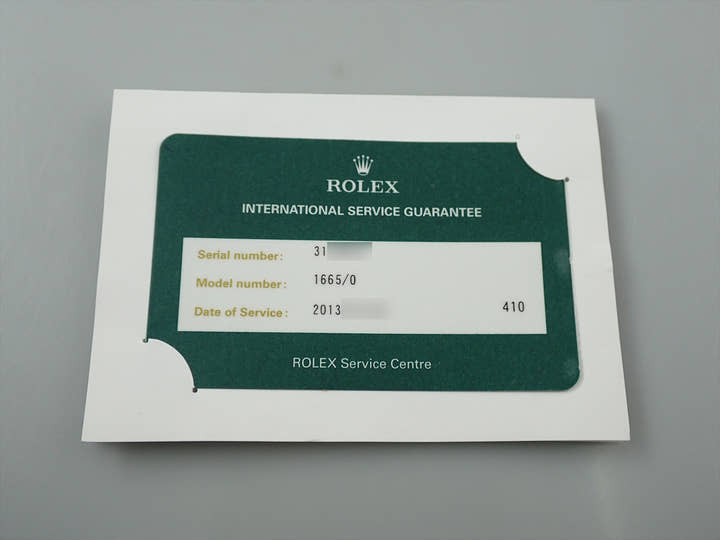 ROLEX
INTERNATIONAL SERVICE GUARANTEE
Serial number: 31
Model number: 1665/0
Date of Service: 2013 410
ROLEX Service Centre